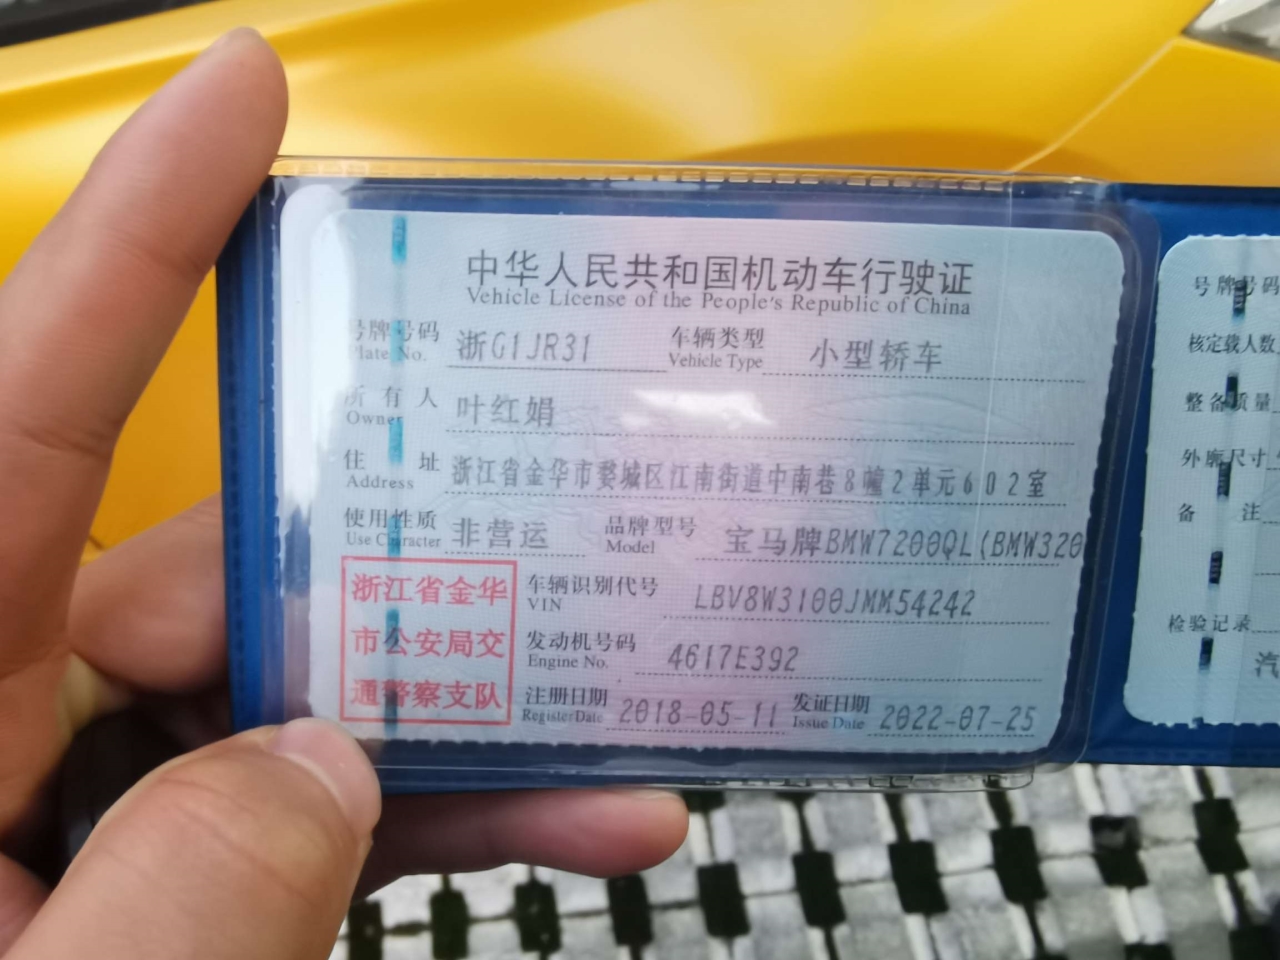 中华人民共和国机动车行驶证
Vehicle License of the People's Republic of China
号牌号码 浙G1JR31 车辆类型 小型轿车
Plate No. Vehicle Type
所有人 叶红娟
Owner
住址 浙江省金华市婺城区江南街道中南巷8幢2单元602室
Address
使用性质 非营运 品牌型号 宝马牌BMW7200QL(BMW320
Use Character Model
浙江省金华
市公安局交
通警察支队
车辆识别代号 LBV8W3100JMM54242
VIN
发动机号码 4617E392
Engine No.
注册日期 2018-05-11 发证日期 2022-07-25
Register Date Issue Date
号牌号码
核定载人数
整备质量
外廓尺寸
备注
检验记录
汽